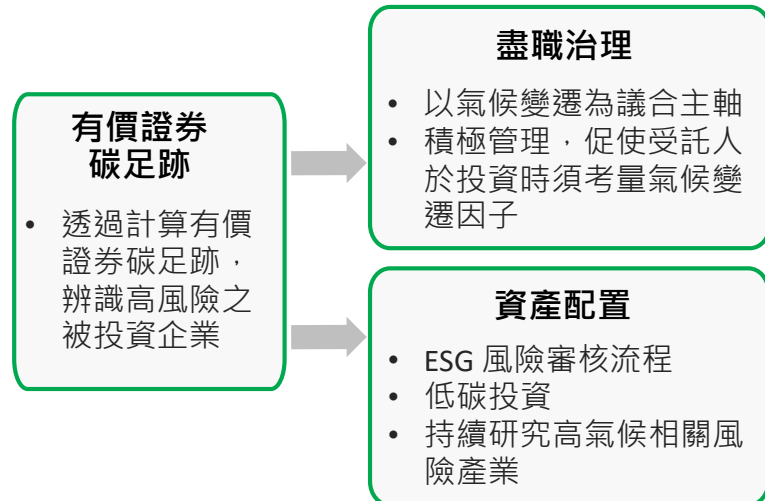 有價證券
碳足跡
• 透過計算有價
證券碳足跡，
辨識高風險之
被投資企業
盡職治理
• 以氣候變遷為議合主軸
• 積極管理，促使受託人
於投資時須考量氣候變
遷因子
資產配置
• ESG 風險審核流程
• 低碳投資
• 持續研究高氣候相關風
險產業